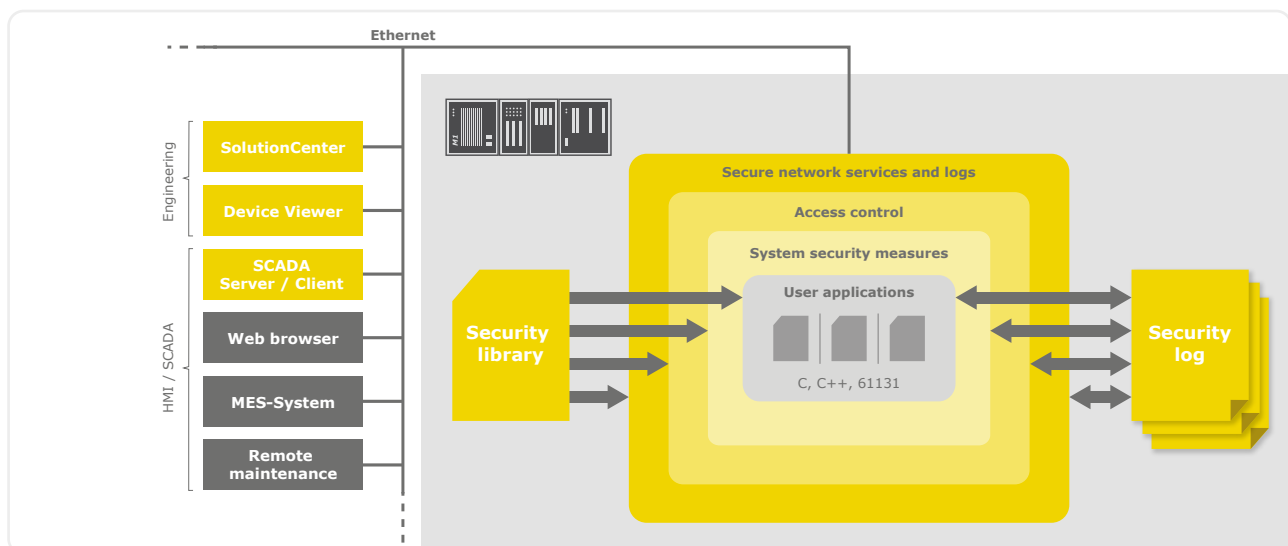 Ethernet
M1
Engineering
SolutionCenter
Device Viewer
HMI / SCADA
SCADA
Server / Client
Web browser
MES-System
Remote
maintenance
Secure network services and logs
Access control
System security measures
User applications
C, C++, 61131
Security
library
Security
log